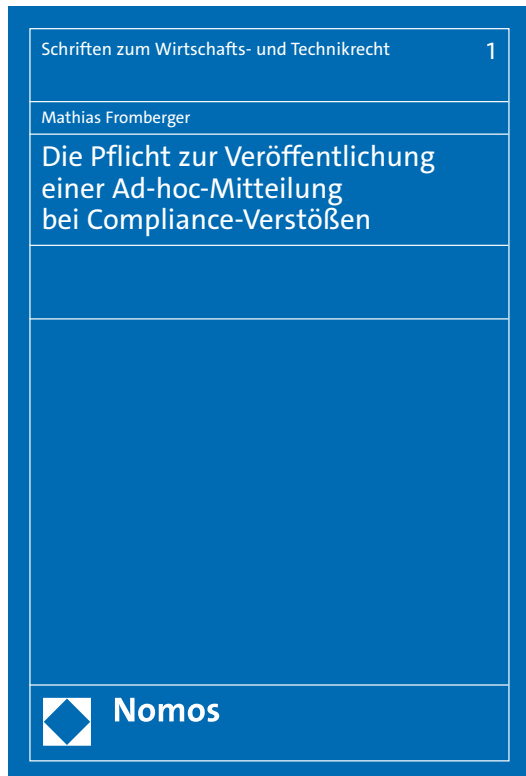 Schriften zum Wirtschafts- und Technikrecht 1
Mathias Fromberger
Die Pflicht zur Veröffentlichung
einer Ad-hoc-Mitteilung
bei Compliance-Verstößen
Nomos